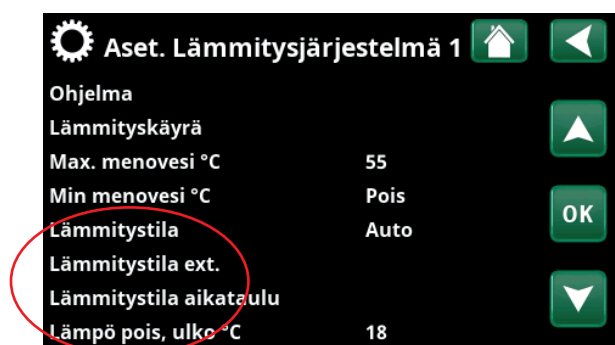 Aset. Lämmitysjärjestelmä 1
Ohjelma
Lämmityskäyrä
Max. menovesi °C 55
Min menovesi °C Pois
Lämmitystila Auto
OK
Lämmitystila ext.
Lämmitystila aikataulu
Lämpö pois, ulko °C 18